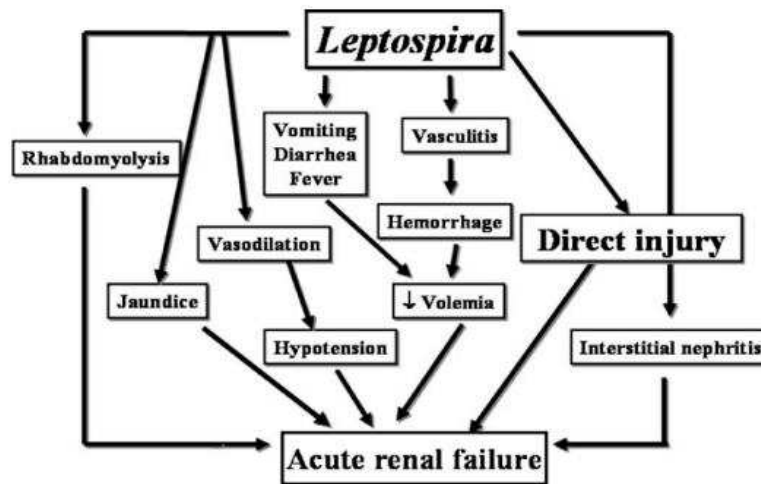 Leptospira
Vomiting
Diarrhea
Fever
Vasculitis
Rhabdomyolysis
Hemorrhage
Vasodilation
Direct injury
Jaundice
↓ Volemia
Hypotension
Interstitial nephritis
Acute renal failure